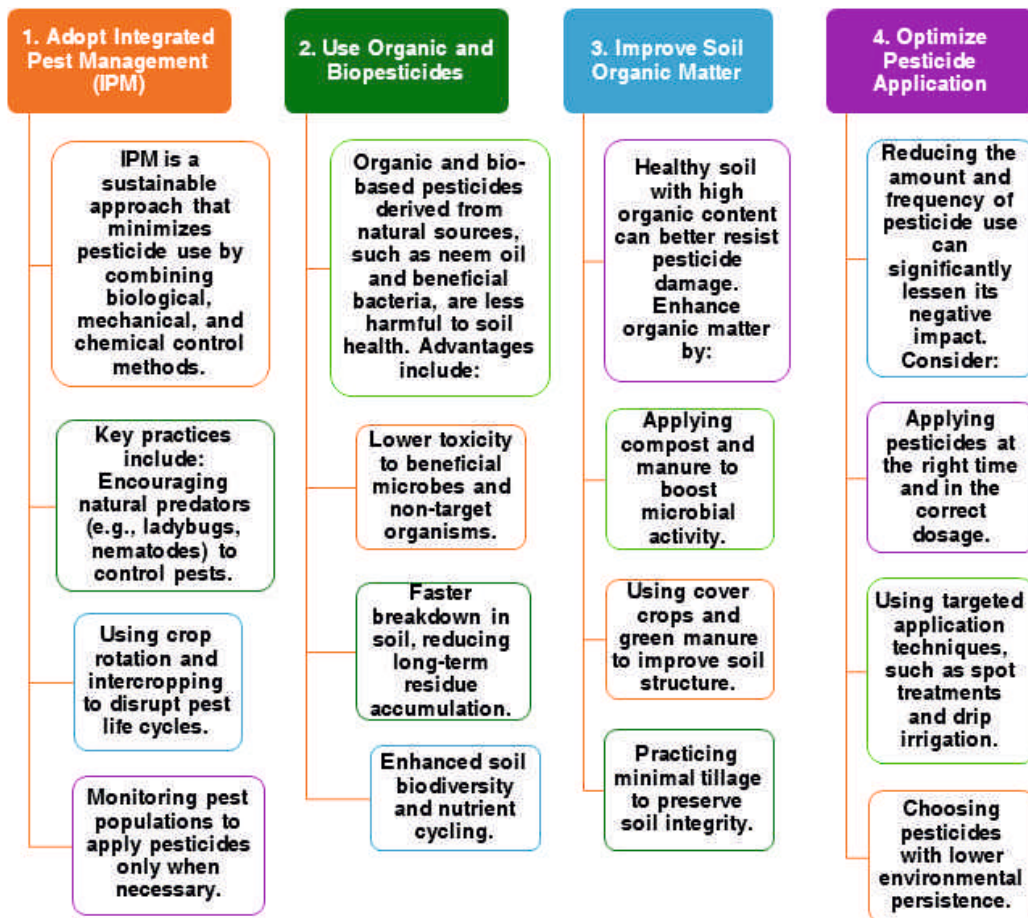 1. Adopt Integrated
Pest Management
(IPM)
IPM is a
sustainable
approach that
minimizes
pesticide use by
combining
biological,
mechanical, and
chemical control
methods.
Key practices
include:
Encouraging
natural predators
(e.g., ladybugs,
nematodes) to
control pests.
Using crop
rotation and
intercropping
to disrupt pest
life cycles.
Monitoring pest
populations to
apply pesticides
only when
necessary.
2. Use Organic and
Biopesticides
Organic and bio-
based pesticides
derived from
natural sources,
such as neem oil
and beneficial
bacteria, are less
harmful to soil
health. Advantages
include:
Lower toxicity
to beneficial
microbes and
non-target
organisms.
Faster
breakdown in
soil, reducing
long-term
residue
accumulation.
Enhanced soil
biodiversity
and nutrient
cycling.
3. Improve Soil
Organic Matter
Healthy soil
with high
organic content
can better resist
pesticide
damage.
Enhance
organic matter
by:
Applying
compost and
manure to
boost
microbial
activity.
Using cover
crops and
green manure
to improve soil
structure.
Practicing
minimal tillage
to preserve
soil integrity.
4. Optimize
Pesticide
Application
Reducing the
amount and
frequency of
pesticide use
can
significantly
lessen its
negative
impact.
Consider:
Applying
pesticides at
the right time
and in the
correct
dosage.
Using targeted
application
techniques,
such as spot
treatments
and drip
irrigation.
Choosing
pesticides
with lower
environmental
persistence.